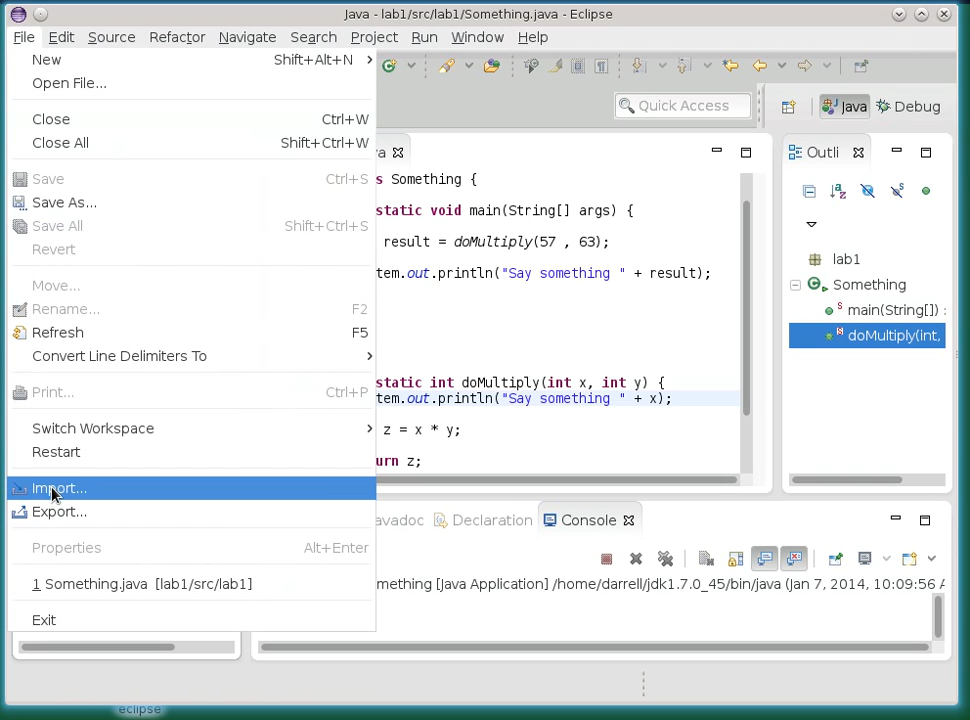 Java - lab1/src/lab1/Something.java - Eclipse
File Edit Source Refactor Navigate Search Project Run Window Help
New Shift+Alt+N
Open File...
Close Ctrl+W
Close All Shift+Ctrl+W
Save Ctrl+S
Save As...
Save All Shift+Ctrl+S
Revert
Move...
Rename... F2
Refresh F5
Convert Line Delimiters To
Print... Ctrl+P
Switch Workspace
Restart
Import...
Export...
Properties Alt+Enter
1 Something.java [lab1/src/lab1]
Exit
Quick Access
Java Debug
a
s Something {
static void main(String[] args) {
result = doMultiply(57 , 63);
tem.out.println("Say something " + result);
static int doMultiply(int x, int y) {
tem.out.println("Say something " + x);
z = x * y;
urn z;
Outli
lab1
Something
main(String[]) :
doMultiply(int,
avadoc Declaration Console
mething [Java Application] /home/darrell/jdk1.7.0_45/bin/java (Jan 7, 2014, 10:09:56 A
eclipse